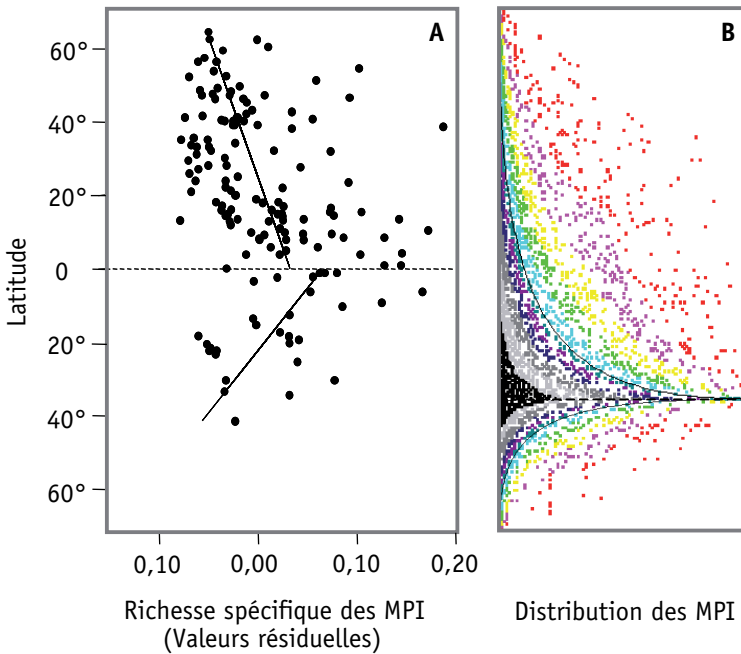 A
B
60°
40°
20°
0
20°
40°
60°
Latitude
0,10
0,00
0,10
0,20
Richesse spécifique des MPI
(Valeurs résiduelles)
Distribution des MPI